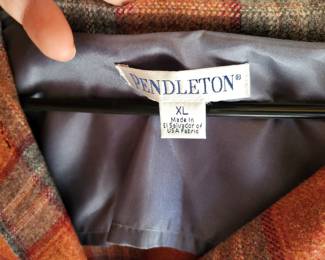 PENDLETON®
XL
Made in
El Salvador of
USA Fabric